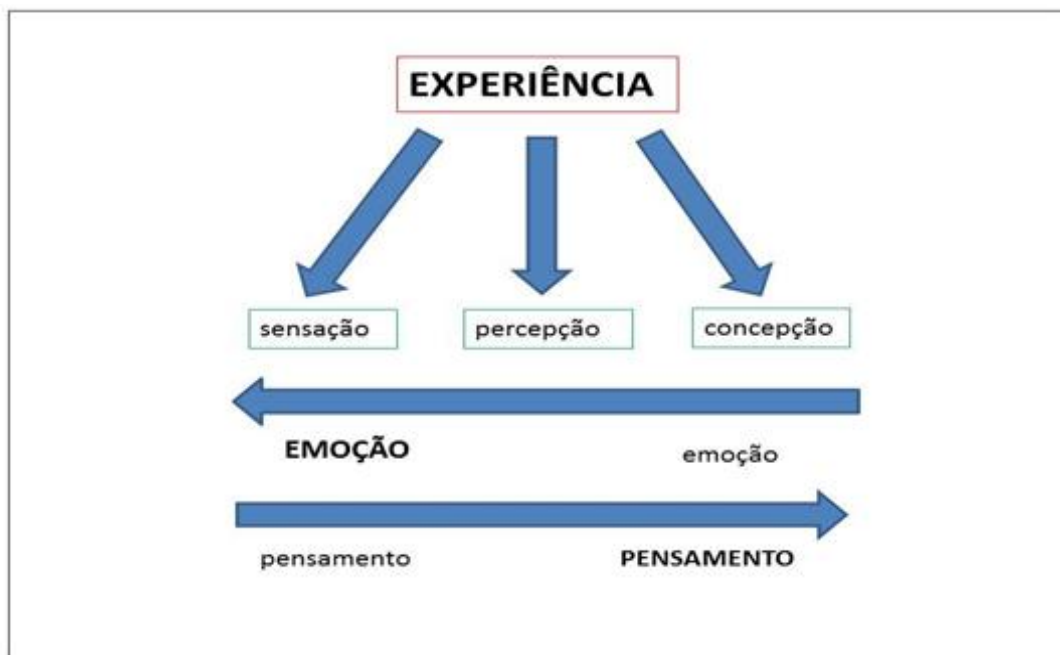 EXPERIÊNCIA
sensação percepção concepção
EMOÇÃO emoção
pensamento PENSAMENTO